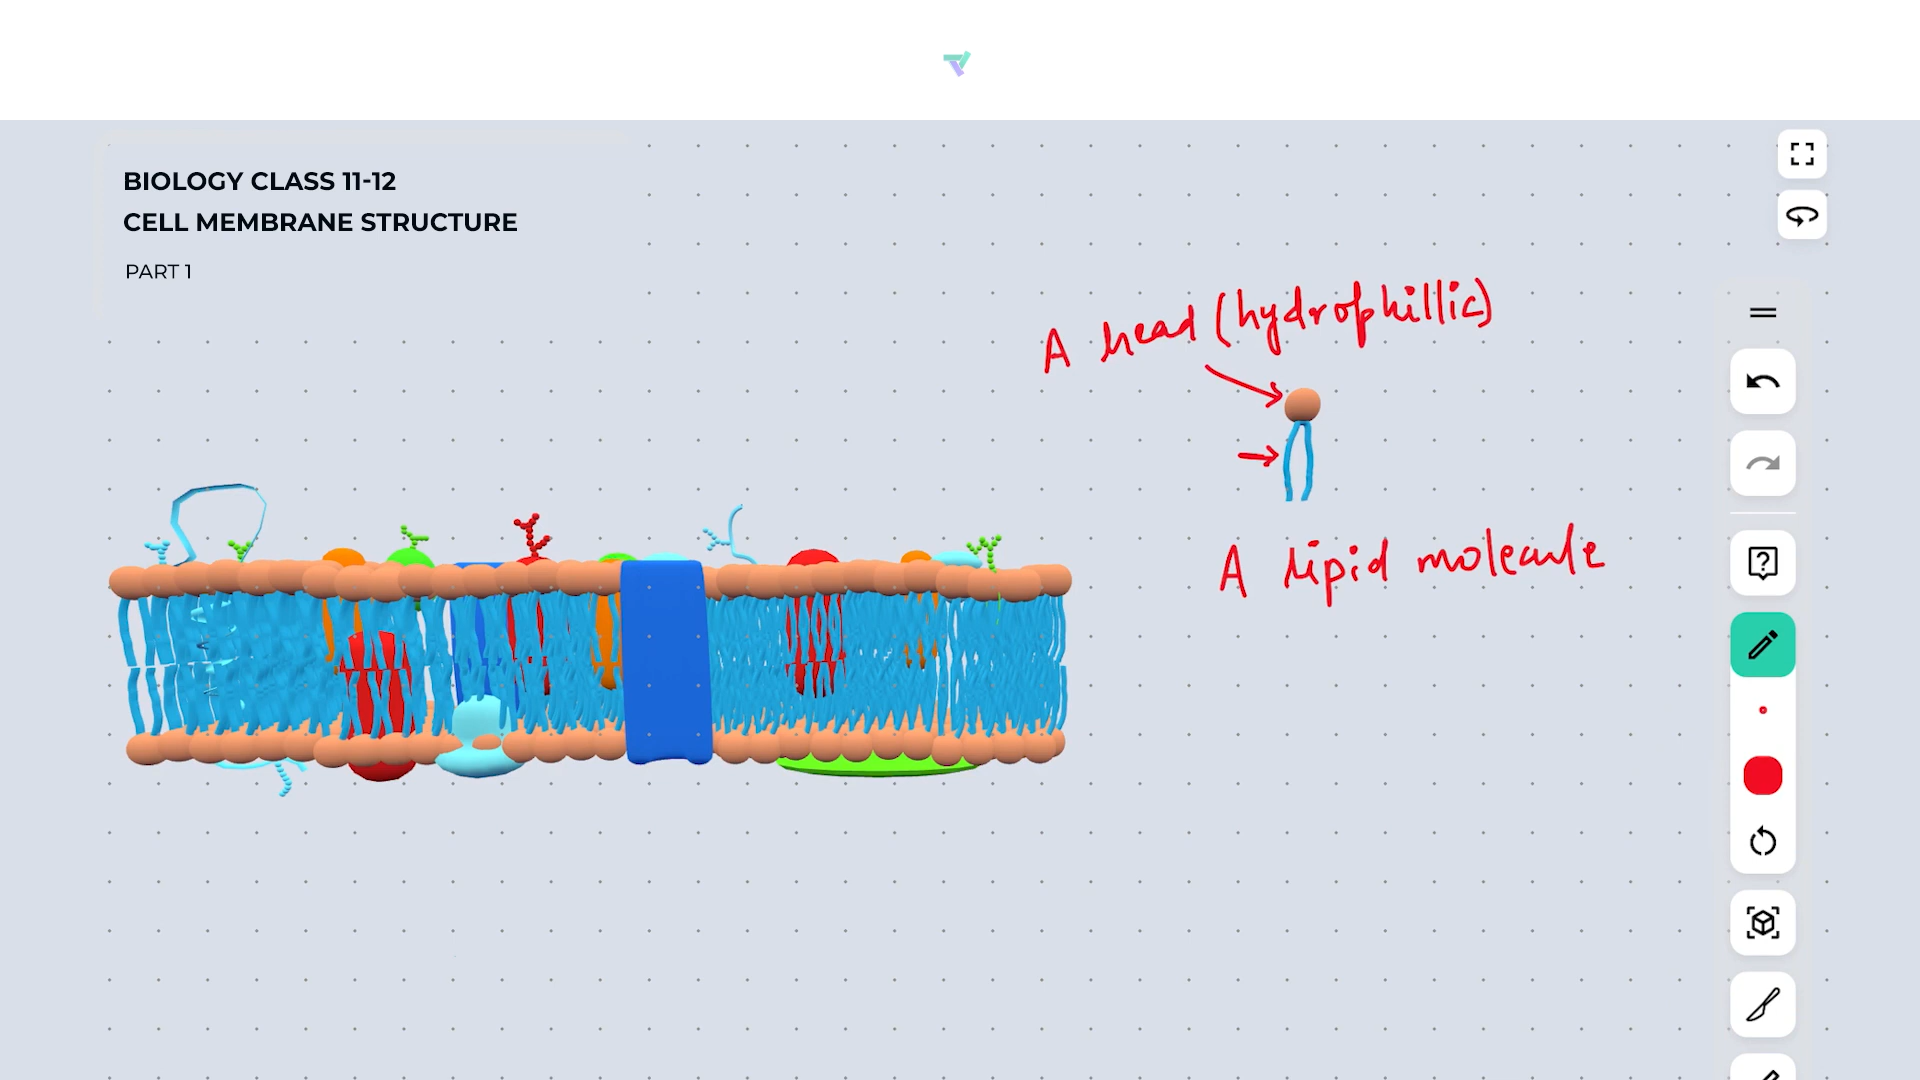 BIOLOGY CLASS 11-12
CELL MEMBRANE STRUCTURE
PART 1
A head (hydrophillic)
A lipid molecule